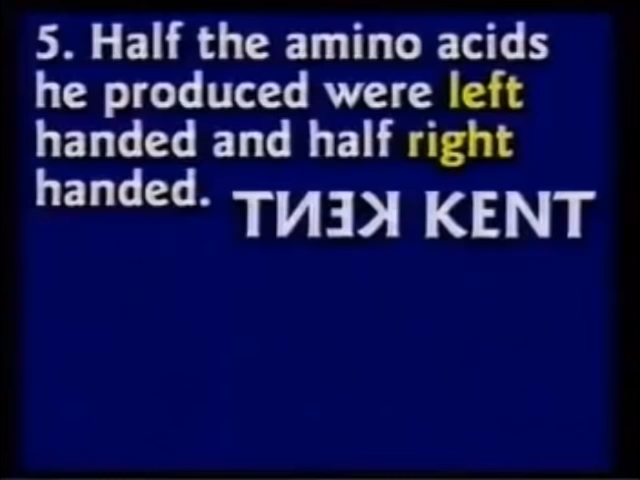 5. Half the amino acids
he produced were left
handed and half right
handed.
TИƎꓘ KENT